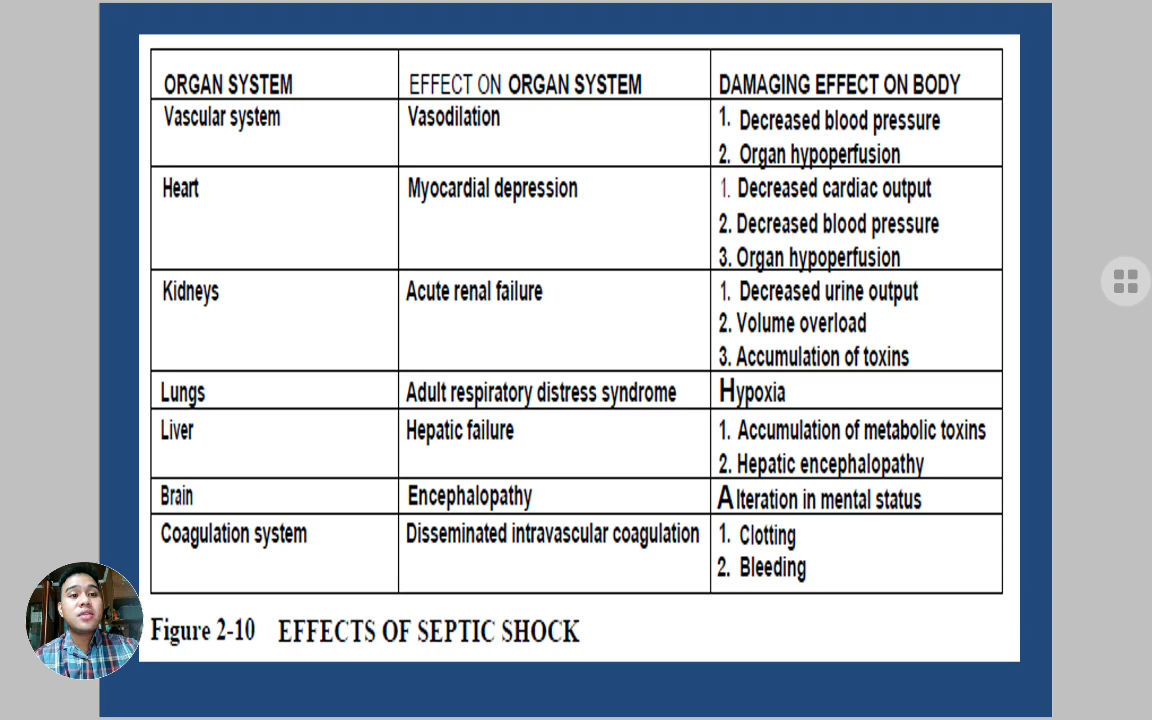 ORGAN SYSTEM EFFECT ON ORGAN SYSTEM DAMAGING EFFECT ON BODY
Vascular system Vasodilation 1. Decreased blood pressure
2. Organ hypoperfusion
Heart Myocardial depression 1. Decreased cardiac output
2. Decreased blood pressure
3. Organ hypoperfusion
Kidneys Acute renal failure 1. Decreased urine output
2. Volume overload
3. Accumulation of toxins
Lungs Adult respiratory distress syndrome Hypoxia
Liver Hepatic failure 1. Accumulation of metabolic toxins
2. Hepatic encephalopathy
Brain Encephalopathy Alteration in mental status
Coagulation system Disseminated intravascular coagulation 1. Clotting
2. Bleeding
Figure 2-10 EFFECTS OF SEPTIC SHOCK